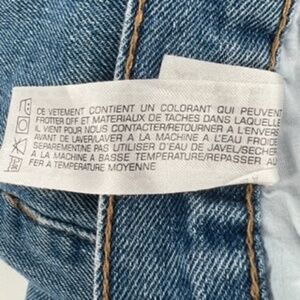 CE VETEMENT CONTIENT UN COLORANT QUI PEUVENT
FROTTER OFF ET MATERIAUX DE TACHES DANS LAQUELLE
IL VIENT POUR NOUS CONTACTER/RETOURNER A L'ENVERS
AVANT DE LAVER/LAVER A LA MACHINE A L'EAU FROIDE
SEPAREMENT/NE PAS UTILISER D'EAU DE JAVEL/SECHER
A LA MACHINE A BASSE TEMPERATURE/REPASSER AU
FER A TEMPERATURE MOYENNE